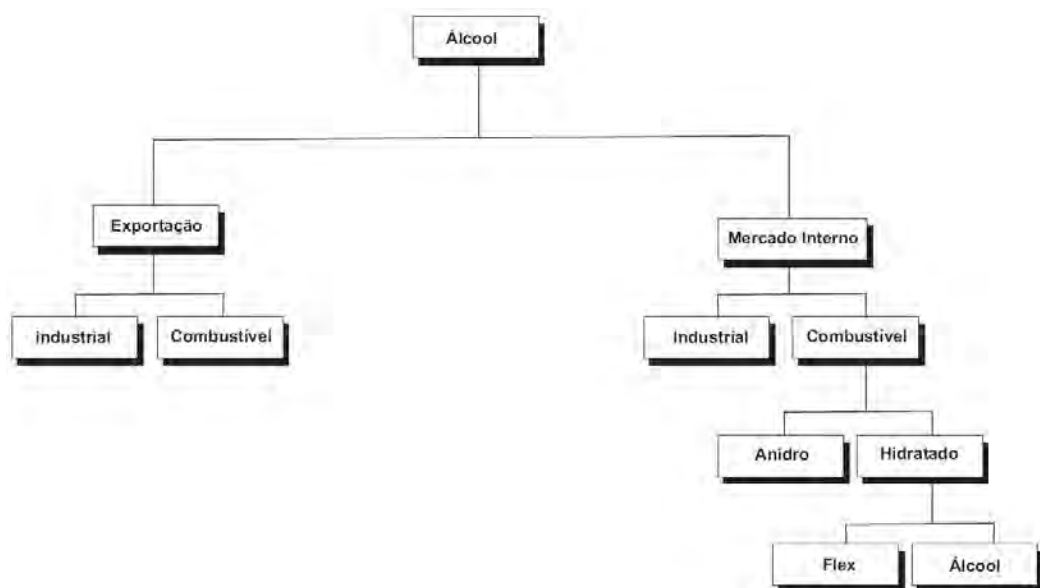 Álcool
Exportação
Mercado Interno
Industrial
Combustível
Industrial
Combustível
Anidro
Hidratado
Flex
Álcool